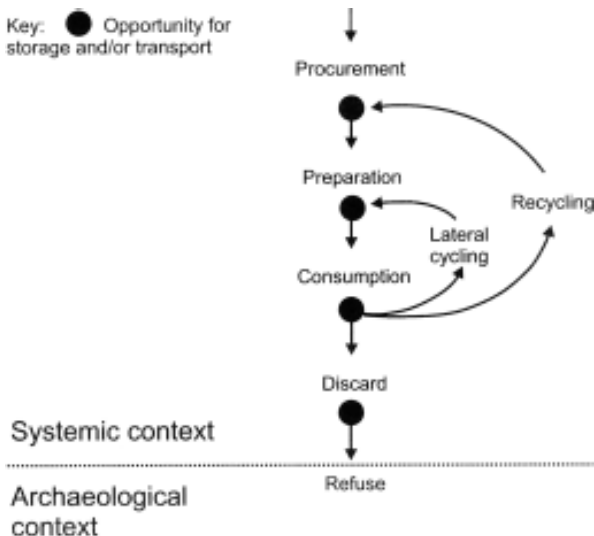 Key: Opportunity for
storage and/or transport
Procurement
Preparation
Recycling
Lateral
cycling
Consumption
Discard
Systemic context
Refuse
Archaeological
context